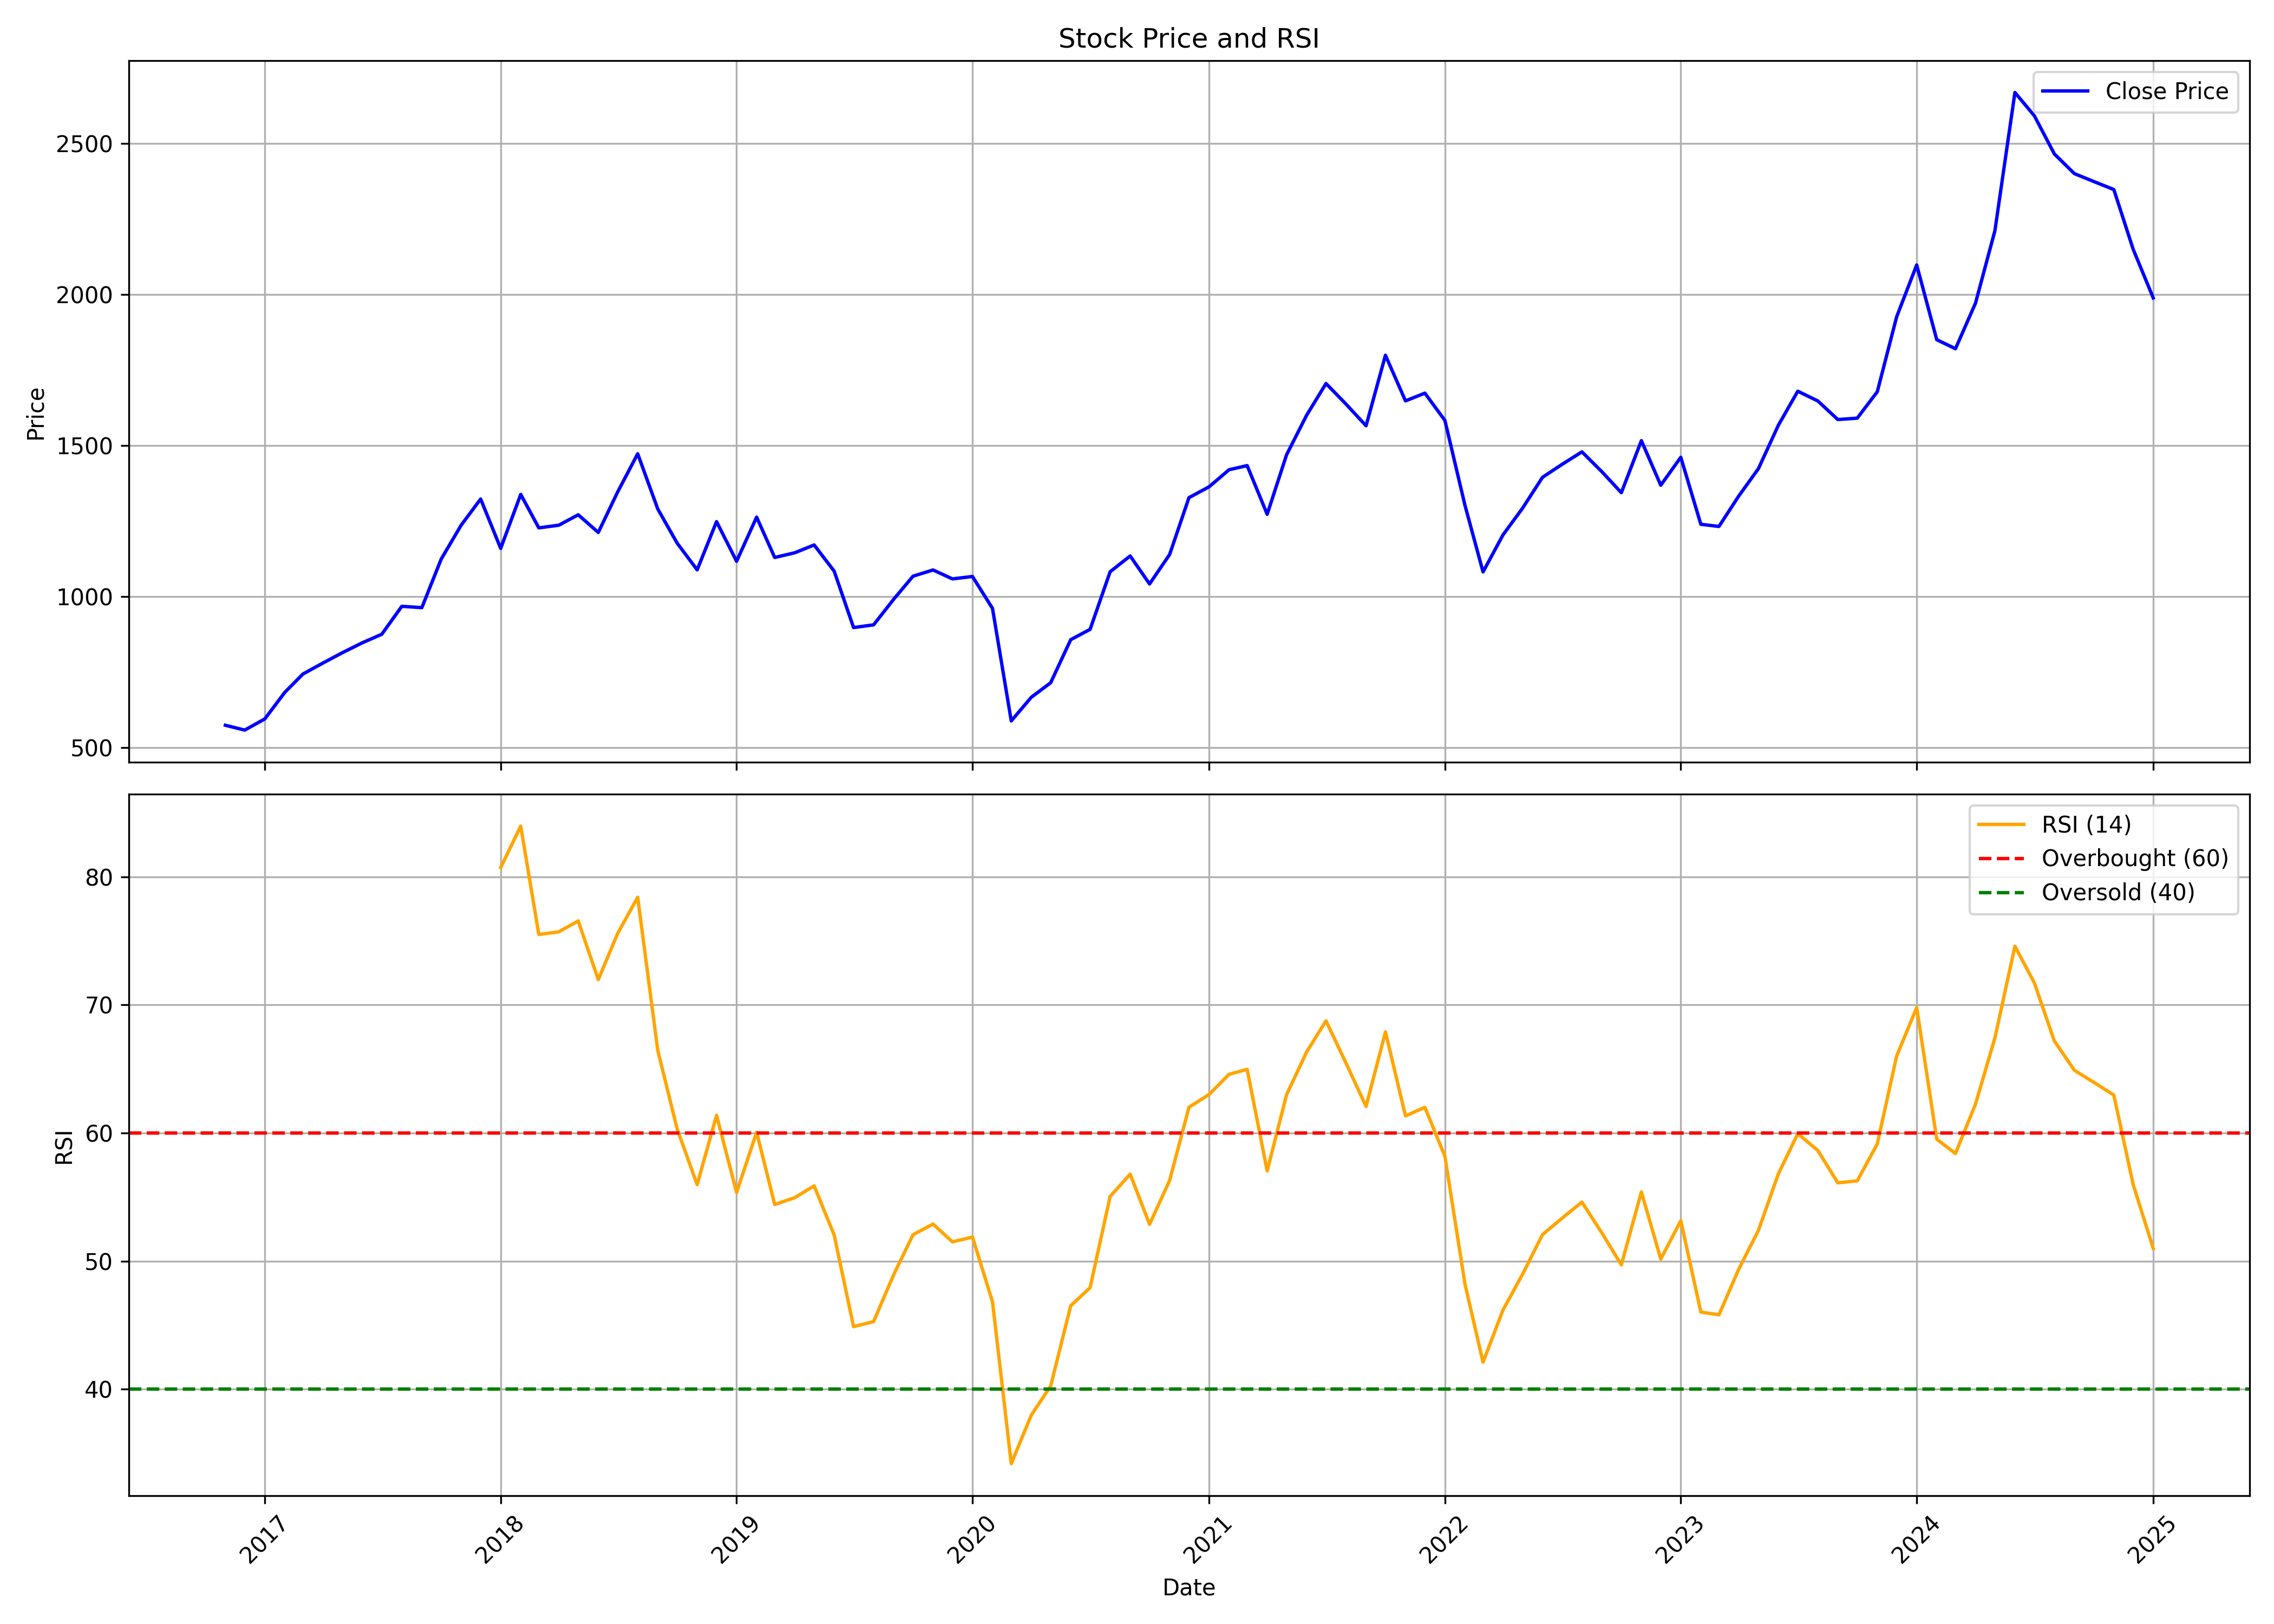 Stock Price and RSI
Close Price
2500
2000
1500
1000
500
Price
RSI (14)
Overbought (60)
Oversold (40)
80
70
60
50
40
RSI
2017
2018
2019
2020
2021
2022
2023
2024
2025
Date